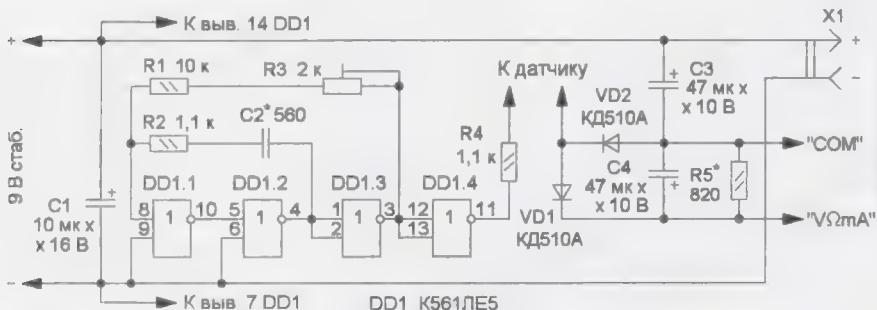 К выв. 14 DD1
X1
+
+
−
R1 10 к
R3 2 к
К датчику
C3
47 мк х
х 10 В
R2 1,1 к
C2* 560
VD2
КД510А
R4
1,1 к
"COM"
9 В стаб.
C1
10 мк х
х 16 В
DD1.1
DD1.2
DD1.3
DD1.4
C4
47 мк х
х 10 В
R5*
820
8
9
1
10
5
6
1
4
1
2
1
3
12
13
1
11
VD1
КД510А
"VΩmA"
−
К выв. 7 DD1
DD1 К561ЛЕ5